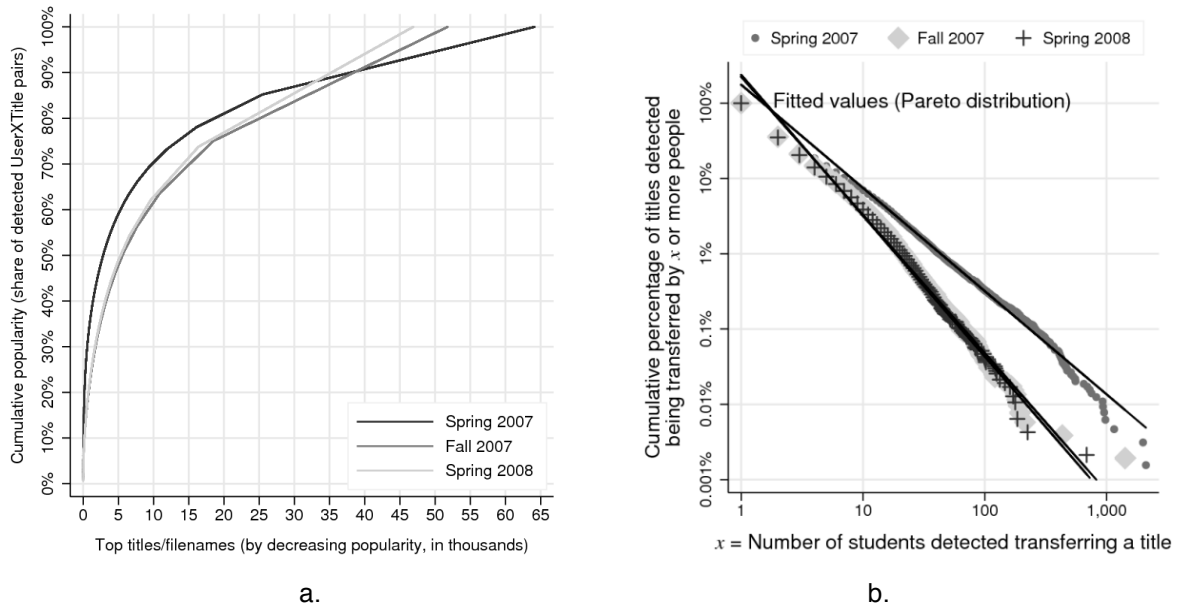 Cumulative popularity (share of detected UserXTitle pairs)
100%
90%
80%
70%
60%
50%
40%
30%
20%
10%
0%
Spring 2007
Fall 2007
Spring 2008
0 5 10 15 20 25 30 35 40 45 50 55 60 65
Top titles/filenames (by decreasing popularity, in thousands)
a.
Spring 2007 Fall 2007 Spring 2008
Cumulative percentage of titles detected
being transferred by x or more people
Fitted values (Pareto distribution)
100%
10%
1%
0.1%
0.01%
0.001%
1 10 100 1,000
x = Number of students detected transferring a title
b.